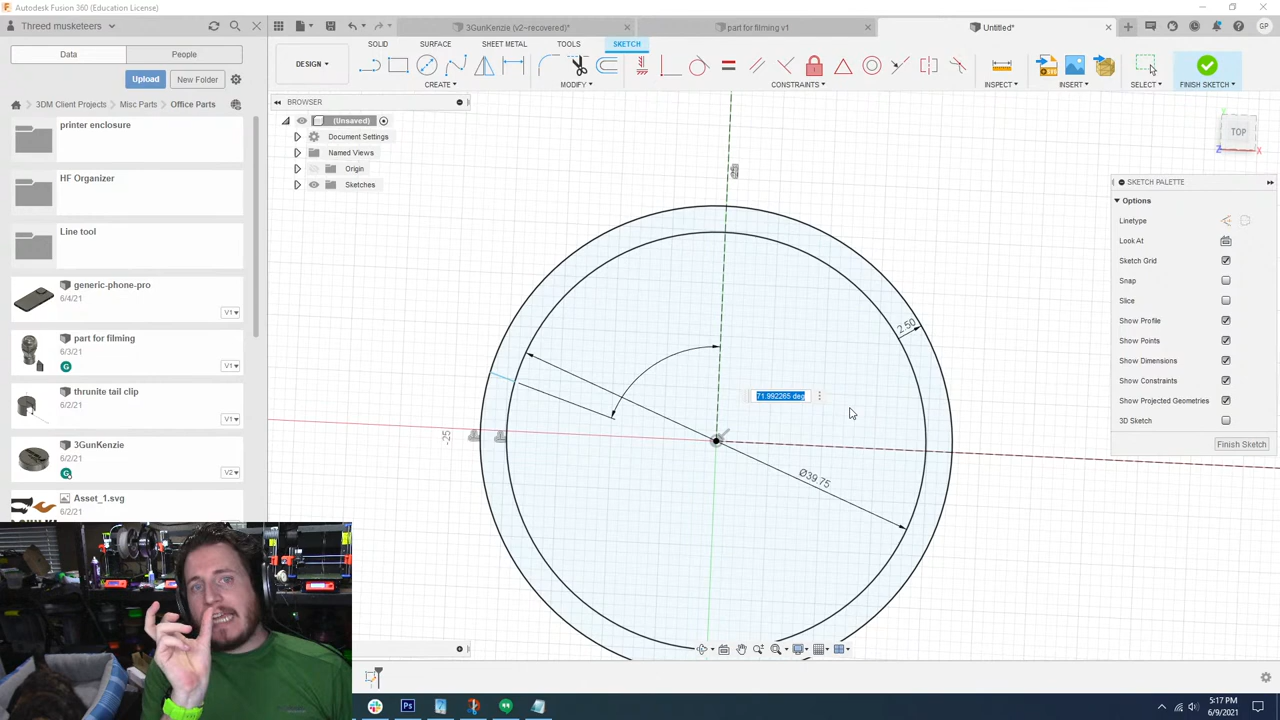 Autodesk Fusion 360 (Education License)
Threed musketeers
3GunKenzie (v2~recovered)*
part for filming v1
Untitled*
GP
Data
People
SOLID
SURFACE
SHEET METAL
TOOLS
SKETCH
DESIGN
Upload
New Folder
CREATE
MODIFY
CONSTRAINTS
INSPECT
INSERT
SELECT
FINISH SKETCH
3DM Client Projects
Misc Parts
Office Parts
BROWSER
(Unsaved)
Document Settings
Named Views
Origin
Sketches
printer enclosure
HF Organizer
Line tool
generic-phone-pro
6/4/21
V1
part for filming
6/3/21
G
V1
thrunite tail clip
6/2/21
V1
3GunKenzie
6/2/21
G
V2
Asset_1.svg
6/2/21
TOP
Z
X
SKETCH PALETTE
Options
Linetype
Look At
Sketch Grid
Snap
Slice
Show Profile
Show Points
Show Dimensions
Show Constraints
Show Projected Geometries
3D Sketch
Finish Sketch
2.50
71.992265 deg
-25
Ø39.75
5:17 PM
6/9/2021